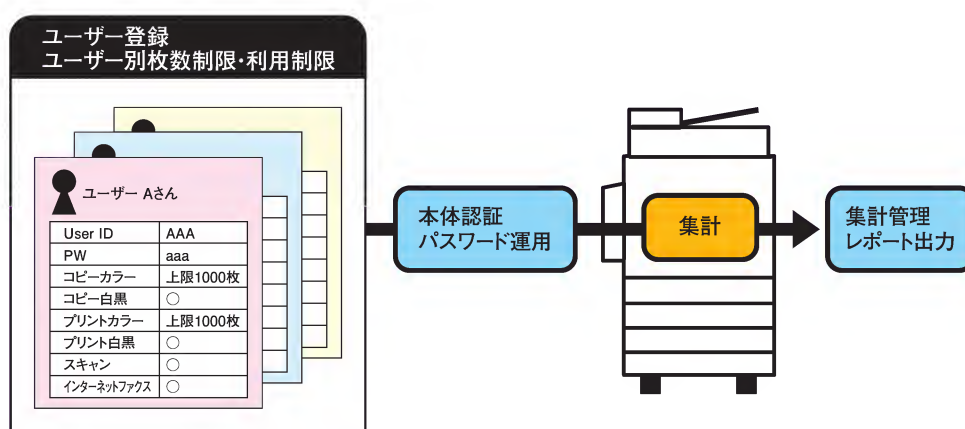 ユーザー登録
ユーザー別枚数制限・利用制限
ユーザー Aさん
User ID AAA
PW aaa
コピーカラー 上限1000枚
コピー白黒 ○
プリントカラー 上限1000枚
プリント白黒 ○
スキャン ○
インターネットファクス ○
本体認証
パスワード運用
集計
集計管理
レポート出力